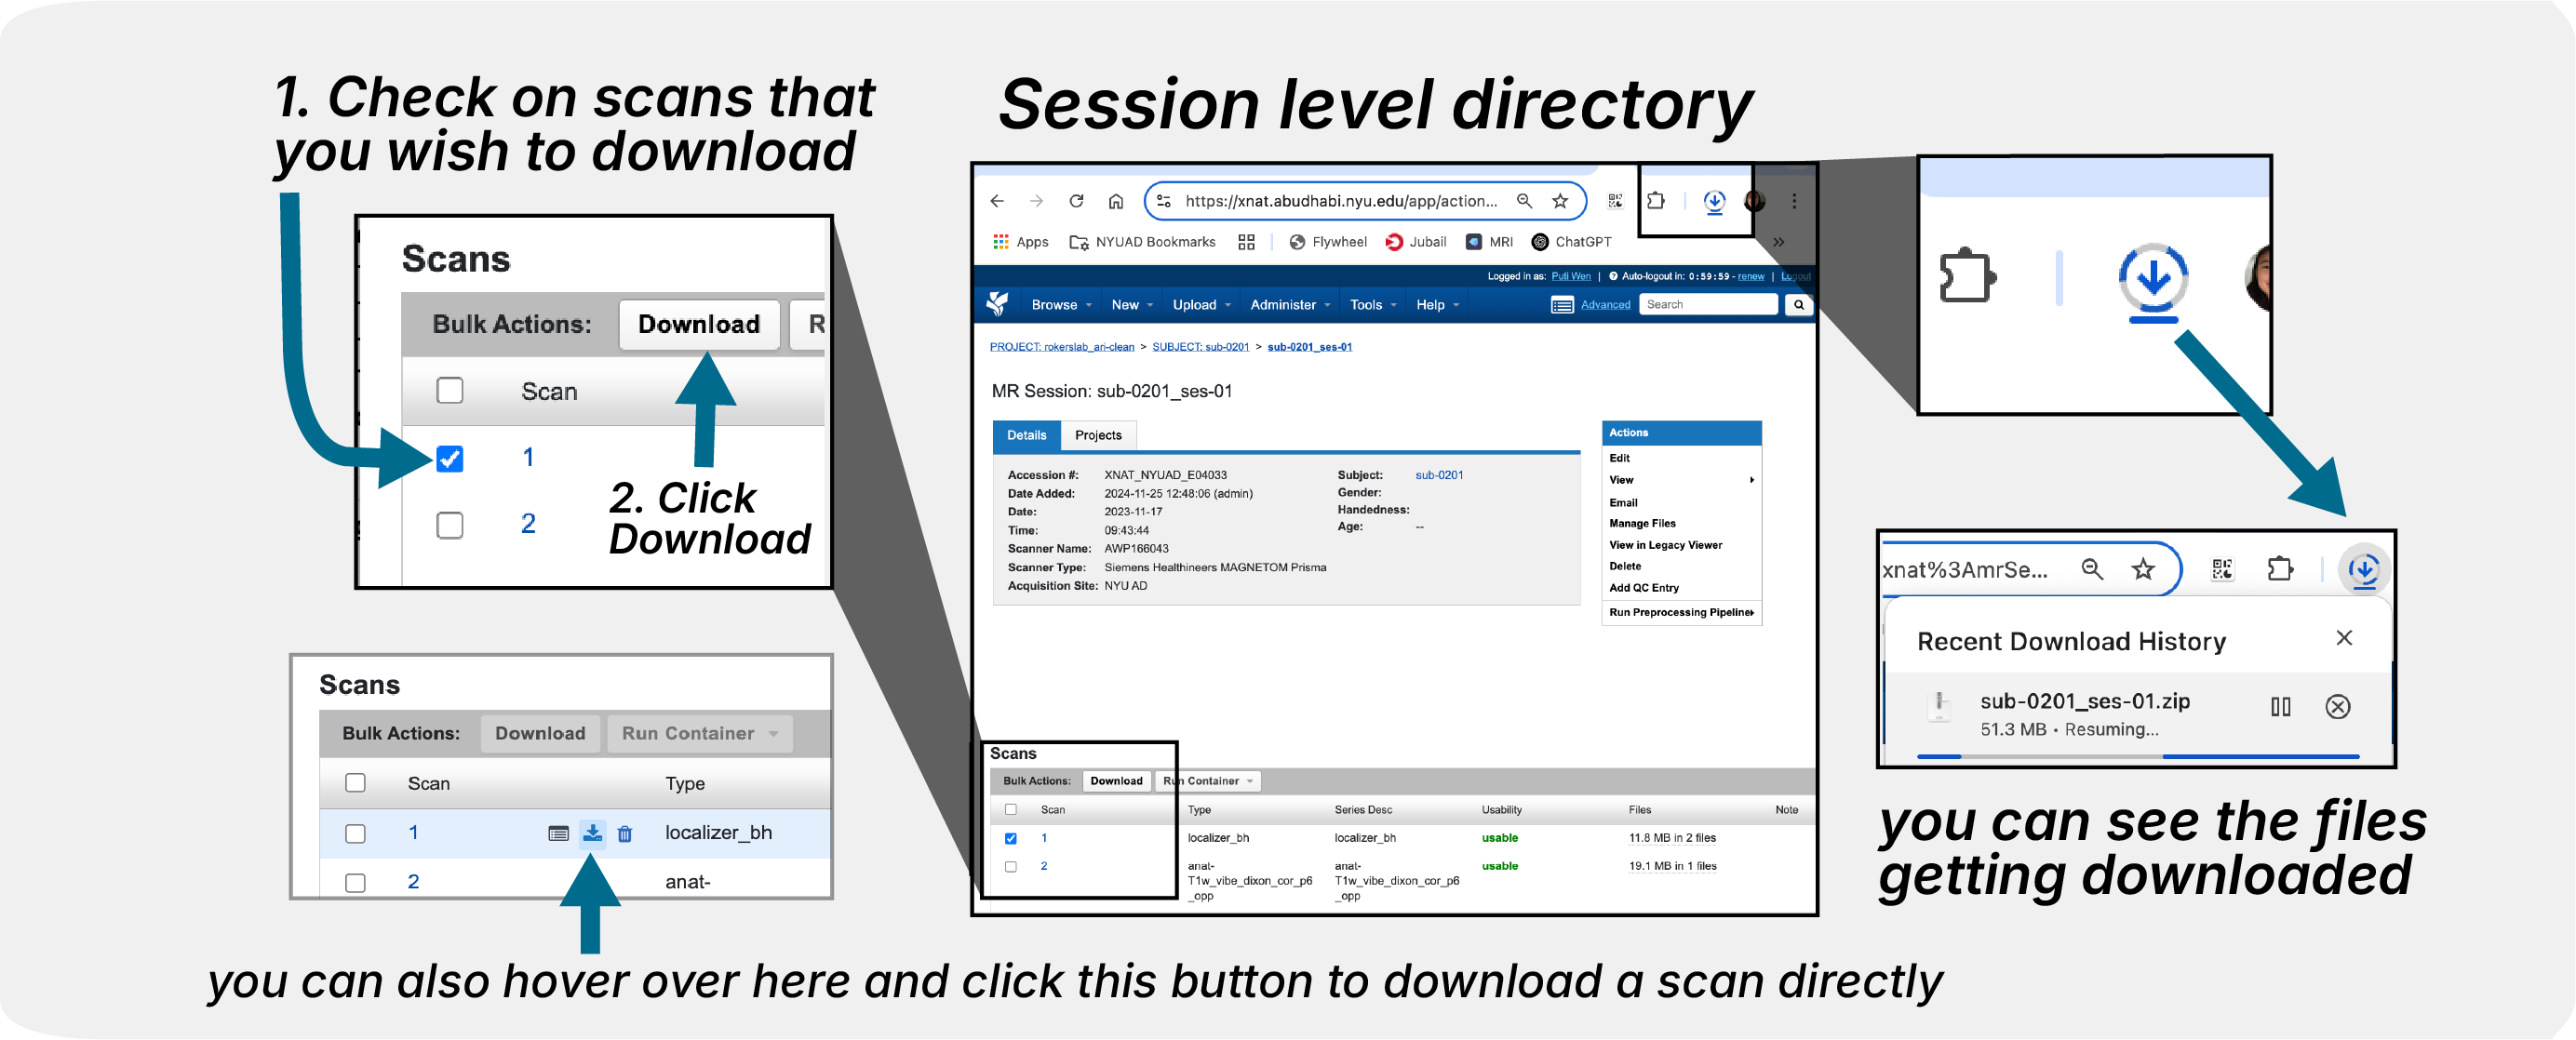 1. Check on scans that
you wish to download
Scans
Bulk Actions: Download R
Scan
1
2
2. Click
Download
Scans
Bulk Actions: Download Run Container
Scan Type
1 localizer_bh
2 anat-
you can also hover over here and click this button to download a scan directly
Session level directory
https://xnat.abudhabi.nyu.edu/app/action...
Apps NYUAD Bookmarks Flywheel Jubail MRI ChatGPT »
Logged in as: Puti Wen | Auto-logout in: 0:59:59 - renew | Logout
Browse New Upload Administer Tools Help Advanced Search
PROJECT: rokerslab_ari-clean > SUBJECT: sub-0201 > sub-0201_ses-01
MR Session: sub-0201_ses-01
Details Projects
Accession #: XNAT_NYUAD_E04033
Date Added: 2024-11-25 12:48:06 (admin)
Date: 2023-11-17
Time: 09:43:44
Scanner Name: AWP166043
Scanner Type: Siemens Healthineers MAGNETOM Prisma
Acquisition Site: NYU AD
Subject: sub-0201
Gender:
Handedness:
Age: --
Actions
Edit
View
Email
Manage Files
View in Legacy Viewer
Delete
Add QC Entry
Run Preprocessing Pipeline
Scans
Bulk Actions: Download Run Container
Scan Type Series Desc Usability Files Note
1 localizer_bh localizer_bh usable 11.8 MB in 2 files
2 anat- anat- usable 19.1 MB in 1 files
T1w_vibe_dixon_cor_p6 T1w_vibe_dixon_cor_p6
_opp _opp
xnat%3AmrSe...
Recent Download History
sub-0201_ses-01.zip
51.3 MB • Resuming...
you can see the files
getting downloaded